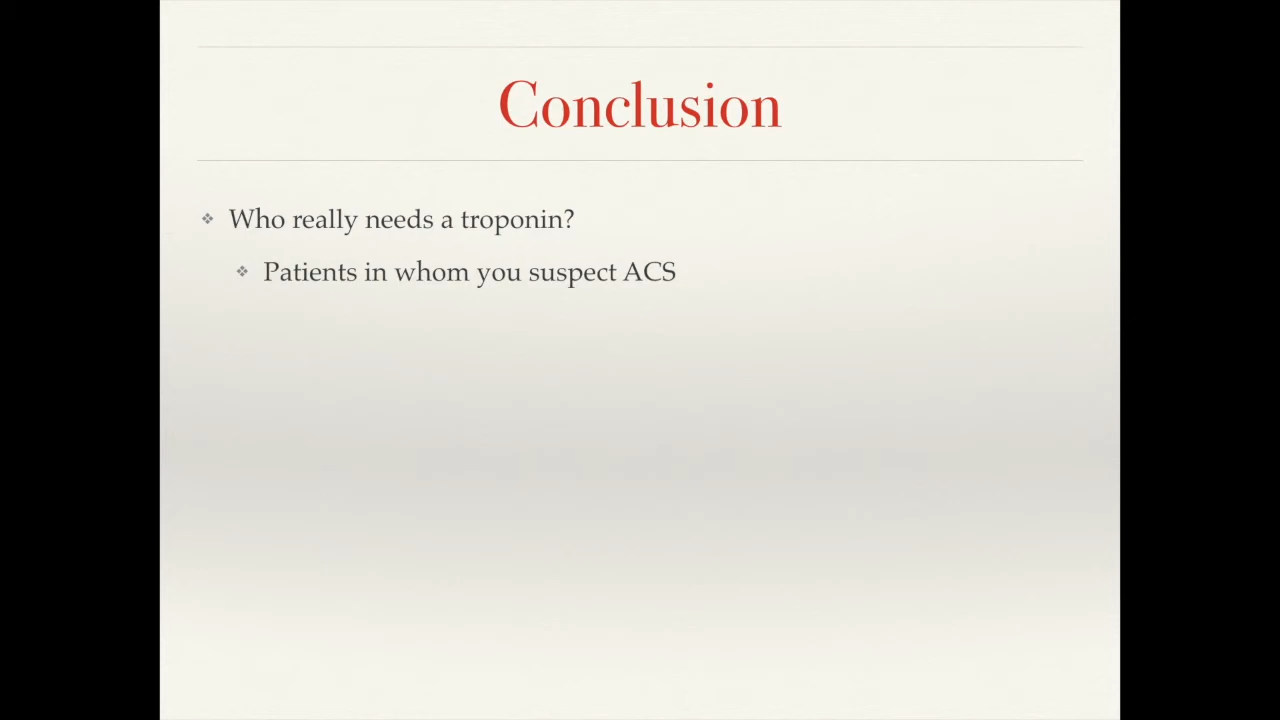 Conclusion
Who really needs a troponin?
Patients in whom you suspect ACS